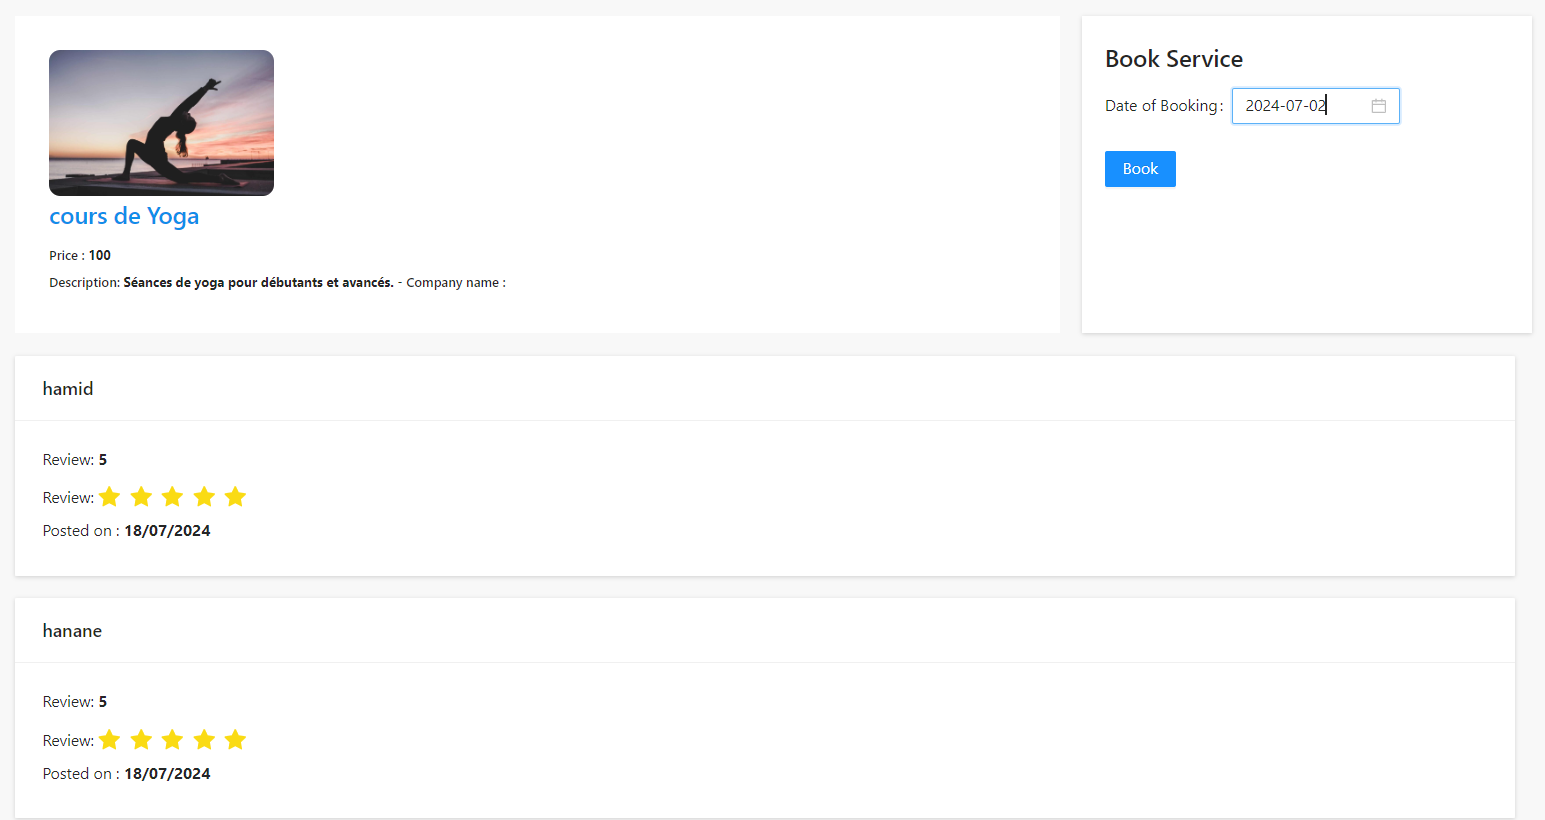 cours de Yoga
Price : 100
Description: Séances de yoga pour débutants et avancés. - Company name :
Book Service
Date of Booking: 2024-07-02
Book
hamid
Review: 5
Review:
Posted on : 18/07/2024
hanane
Review: 5
Review:
Posted on : 18/07/2024